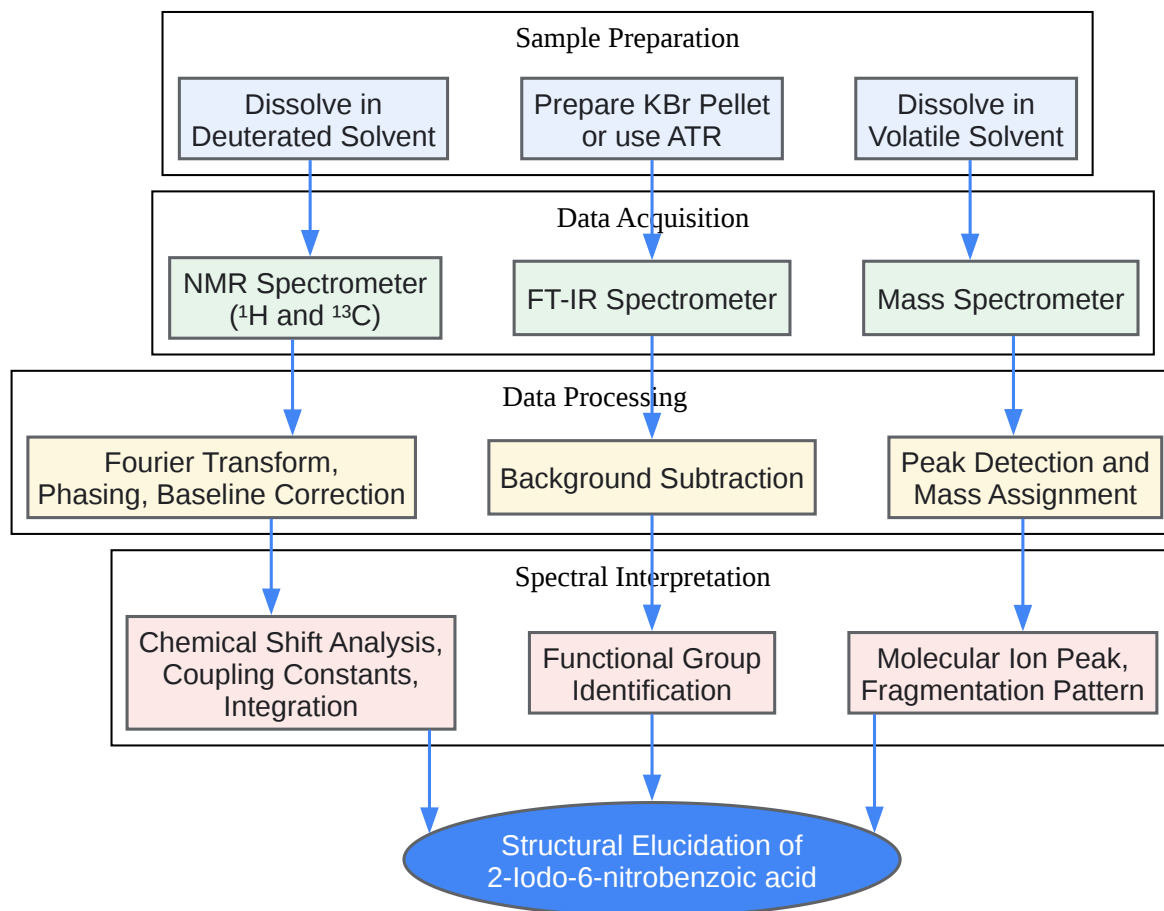 Sample Preparation
Dissolve in
Deuterated Solvent
Prepare KBr Pellet
or use ATR
Dissolve in
Volatile Solvent
Data Acquisition
NMR Spectrometer
(¹H and ¹³C)
FT-IR Spectrometer
Mass Spectrometer
Data Processing
Fourier Transform,
Phasing, Baseline Correction
Background Subtraction
Peak Detection and
Mass Assignment
Spectral Interpretation
Chemical Shift Analysis,
Coupling Constants,
Integration
Functional Group
Identification
Molecular Ion Peak,
Fragmentation Pattern
Structural Elucidation of
2-Iodo-6-nitrobenzoic acid